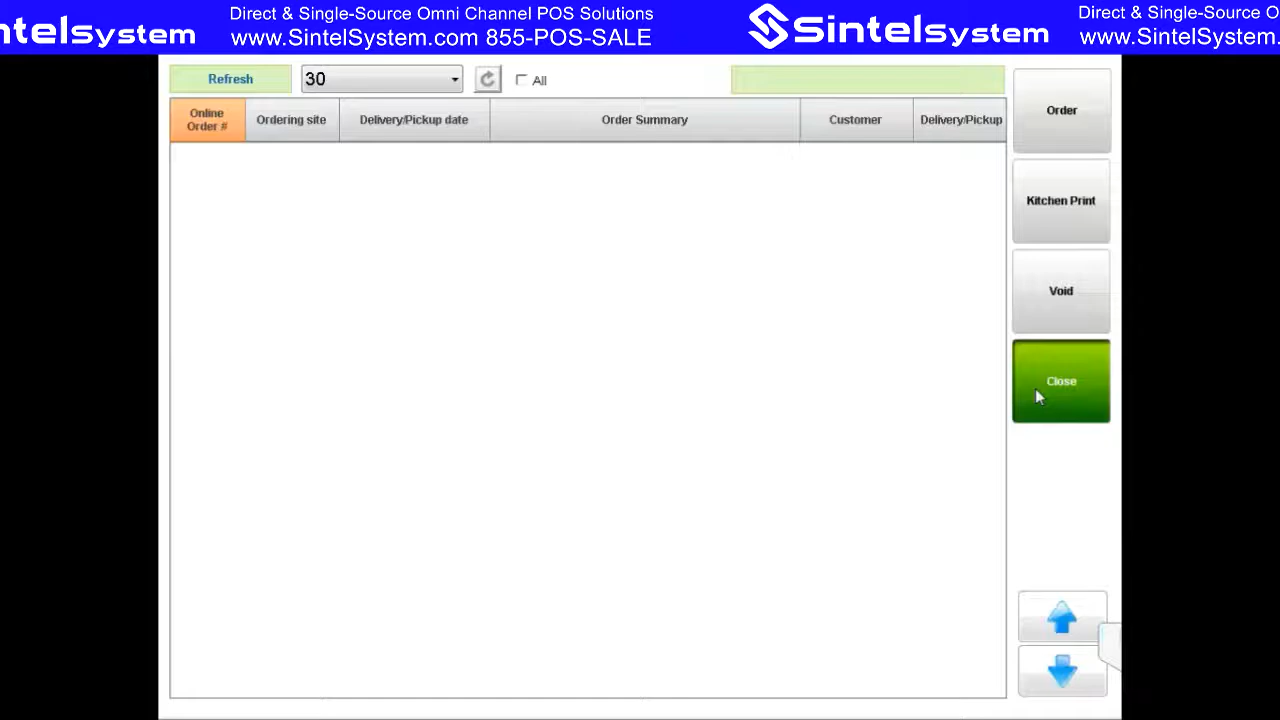 Direct & Single-Source Omni Channel POS Solutions
www.SintelSystem.com 855-POS-SALE
ntelsystem
Sintelsystem
Direct & Single-Source O
www.SintelSystem.
Refresh
30
All
Online
Order #
Ordering site
Delivery/Pickup date
Order Summary
Customer
Delivery/Pickup
Order
Kitchen Print
Void
Close